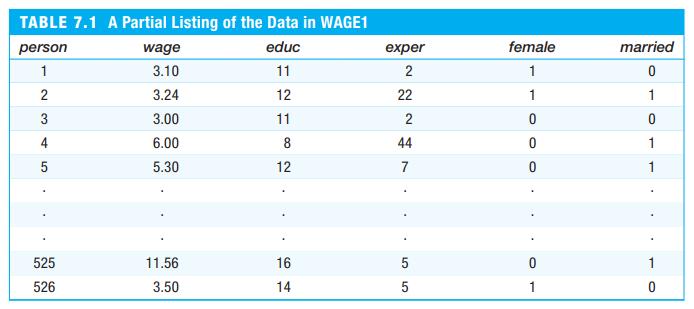 TABLE 7.1 A Partial Listing of the Data in WAGE1
person wage educ exper female married
1 3.10 11 2 1 0
2 3.24 12 22 1 1
3 3.00 11 2 0 0
4 6.00 8 44 0 1
5 5.30 12 7 0 1
. . . . . .
. . . . . .
. . . . . .
525 11.56 16 5 0 1
526 3.50 14 5 1 0